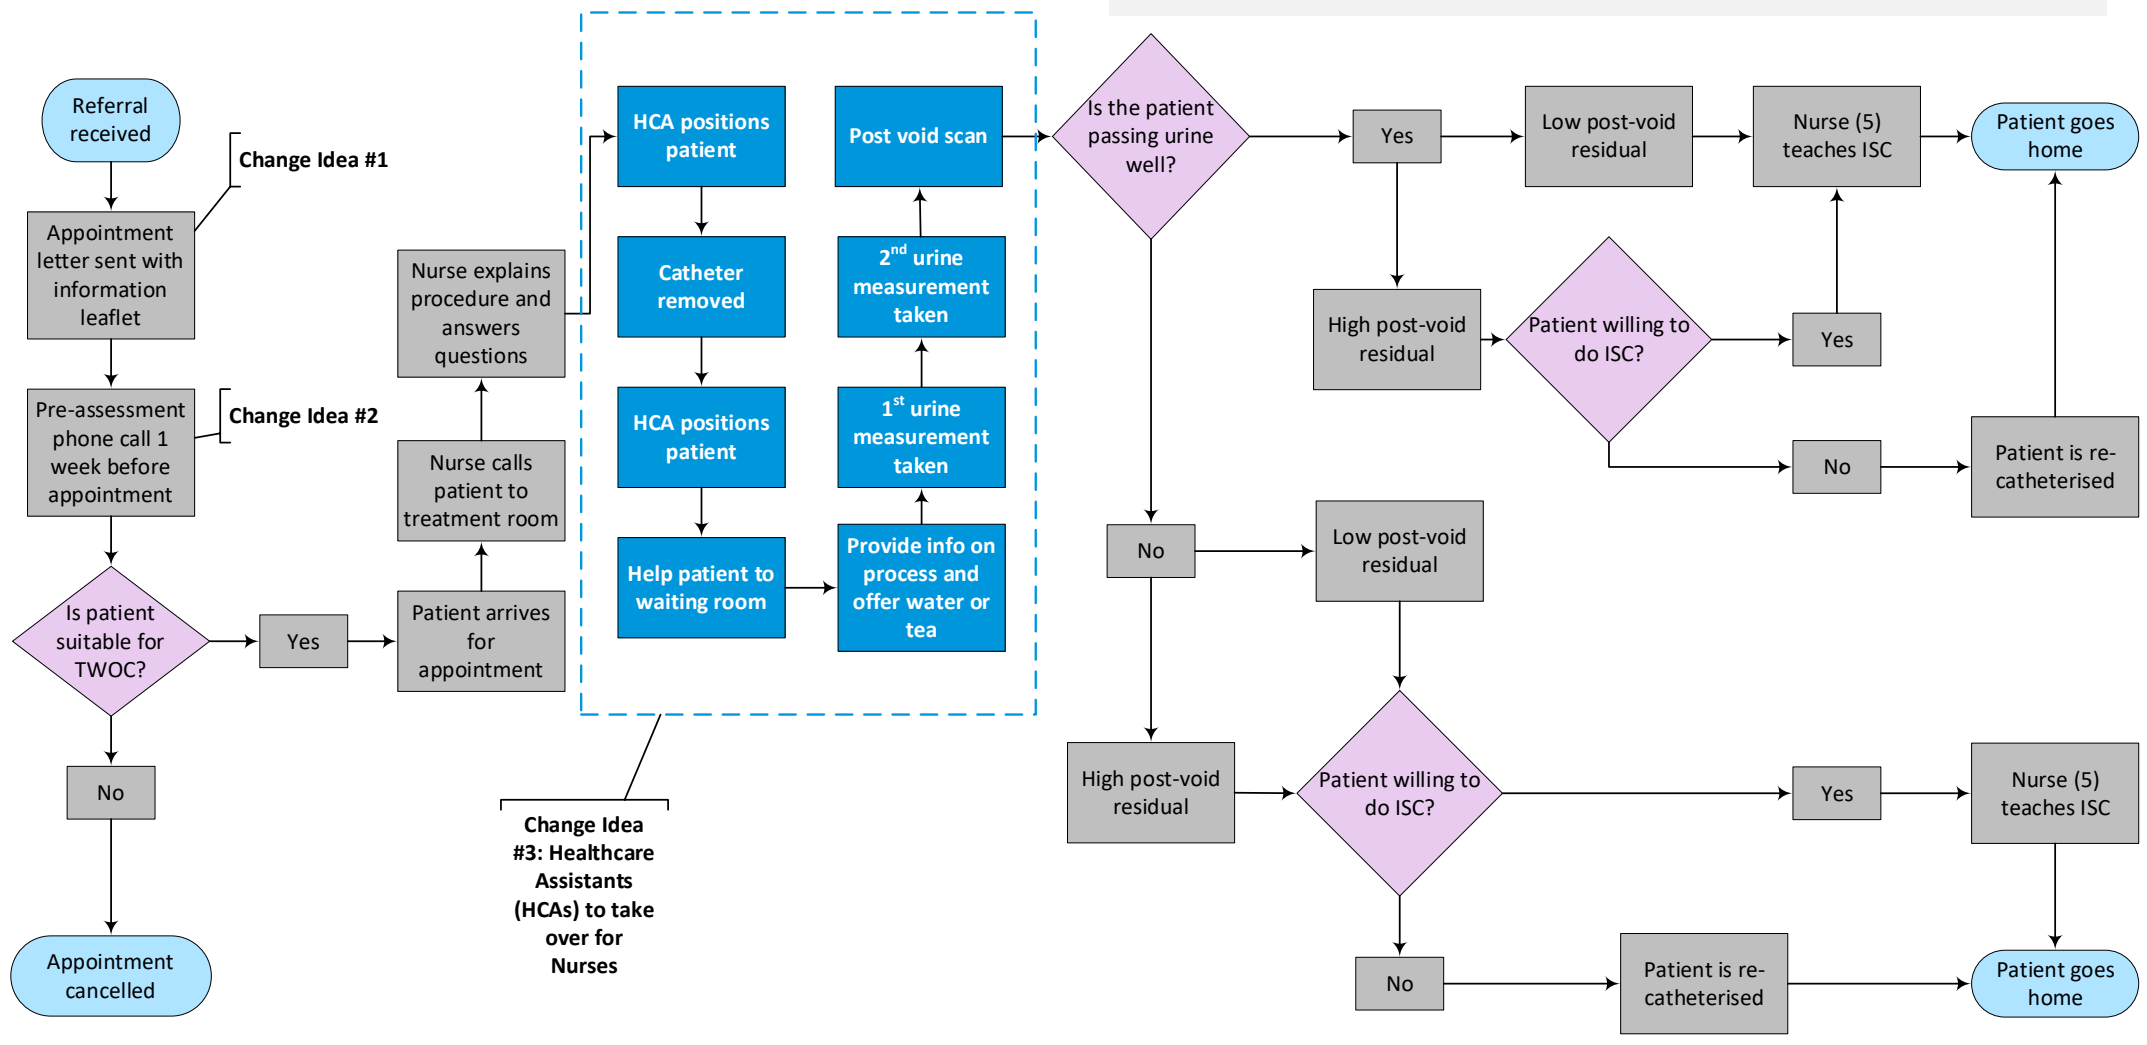 Referral
received
Change Idea #1
Appointment
letter sent with
information
leaflet
Pre-assessment
phone call 1
week before
appointment
Change Idea #2
Is patient
suitable for
TWOC?
No
Appointment
cancelled
Yes
Patient arrives
for
appointment
Nurse calls
patient to
treatment room
Nurse explains
procedure and
answers
questions
HCA positions
patient
Catheter
removed
HCA positions
patient
Help patient to
waiting room
Provide info on
process and
offer water or
tea
1st urine
measurement
taken
2nd urine
measurement
taken
Post void scan
Change Idea
#3: Healthcare
Assistants
(HCAs) to take
over for
Nurses
Is the patient
passing urine
well?
Yes
Low post-void
residual
Nurse (5)
teaches ISC
Patient goes
home
High post-void
residual
Patient willing to
do ISC?
Yes
No
Patient is re-
catheterised
No
Low post-void
residual
High post-void
residual
Patient willing to
do ISC?
Yes
Nurse (5)
teaches ISC
No
Patient is re-
catheterised
Patient goes
home